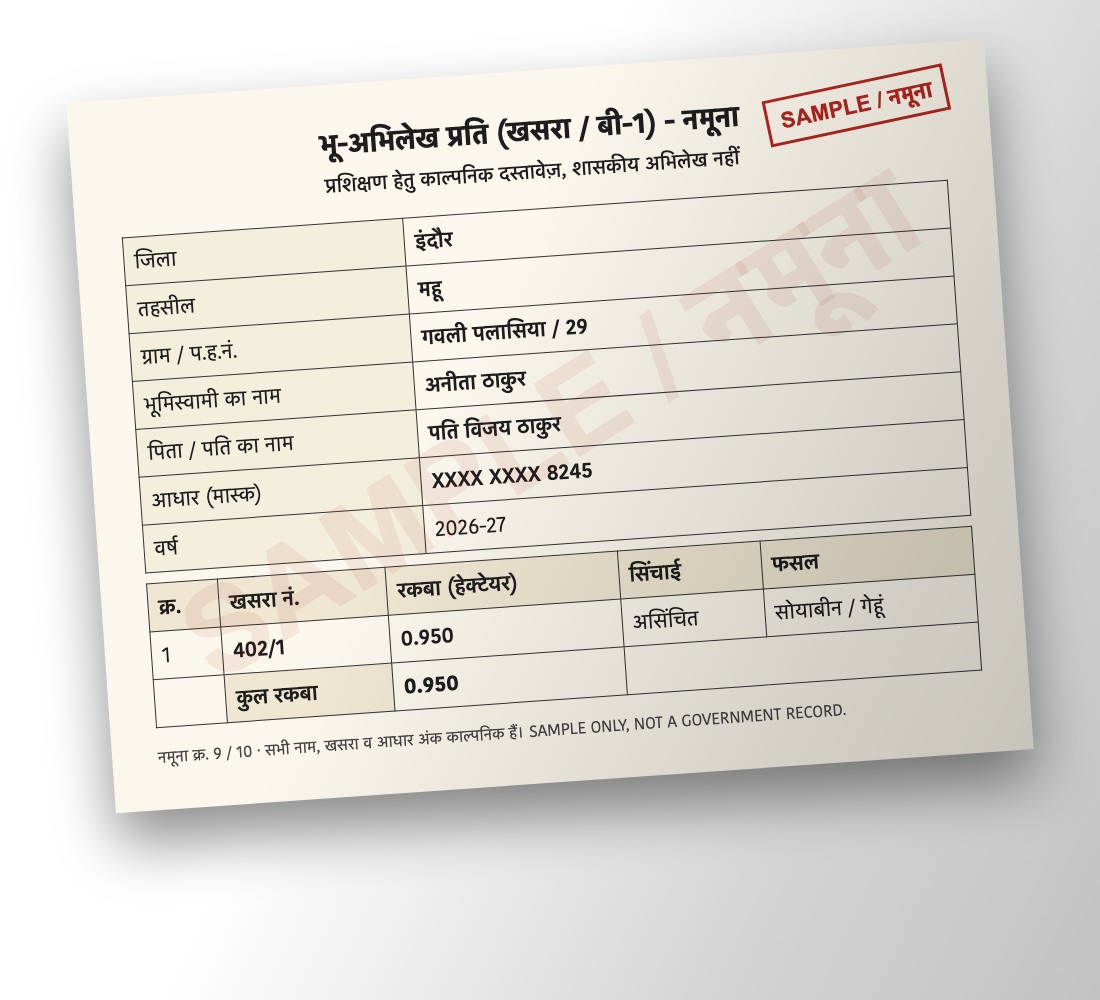 भू-अभिलेख प्रति (खसरा / बी-1) - नमूना
SAMPLE / नमूना
प्रशिक्षण हेतु काल्पनिक दस्तावेज़, शासकीय अभिलेख नहीं
जिला इंदौर
तहसील महू
ग्राम / प.ह.नं. गवली पलासिया / 29
भूमिस्वामी का नाम अनीता ठाकुर
पिता / पति का नाम पति विजय ठाकुर
आधार (मास्क) XXXX XXXX 8245
वर्ष 2026-27
SAMPLE / नमूना
क्र. खसरा नं. रकबा (हेक्टेयर) सिंचाई फसल
1 402/1 0.950 असिंचित सोयाबीन / गेहूं
कुल रकबा 0.950
नमूना क्र. 9 / 10 · सभी नाम, खसरा व आधार अंक काल्पनिक हैं। SAMPLE ONLY, NOT A GOVERNMENT RECORD.